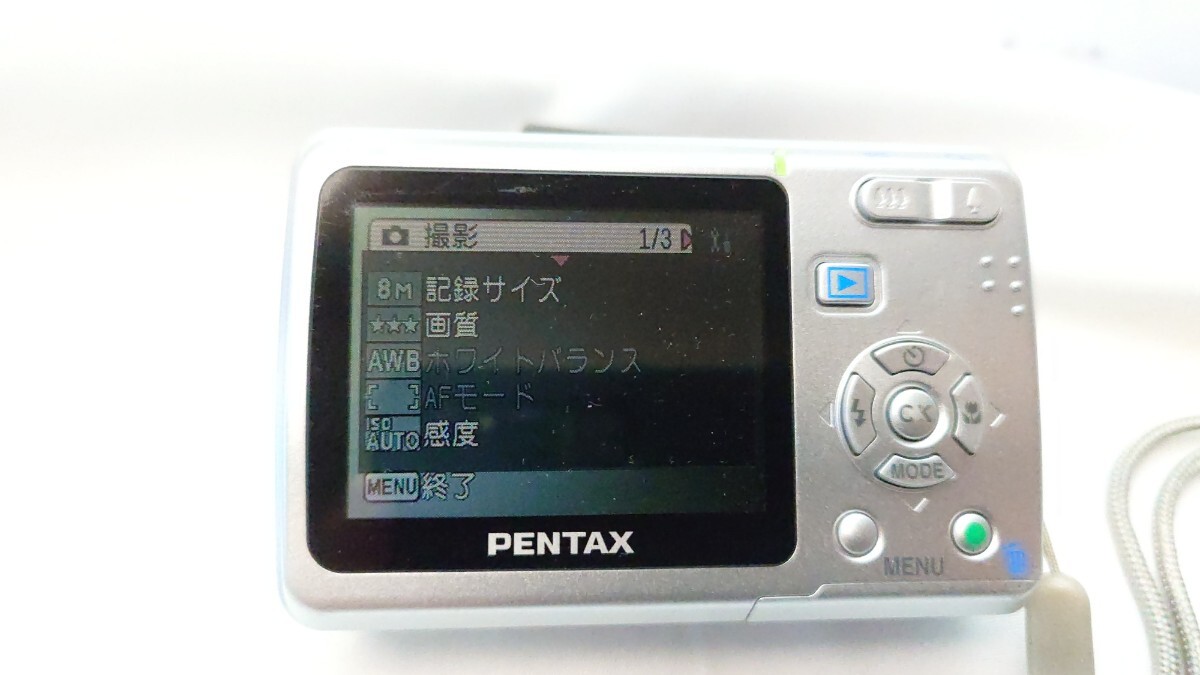 撮影 1/3
8M 記録サイズ
★★★ 画質
AWB ホワイトバランス
[ ] AFモード
ISO AUTO 感度
MENU 終了
PENTAX
OK
MODE
MENU